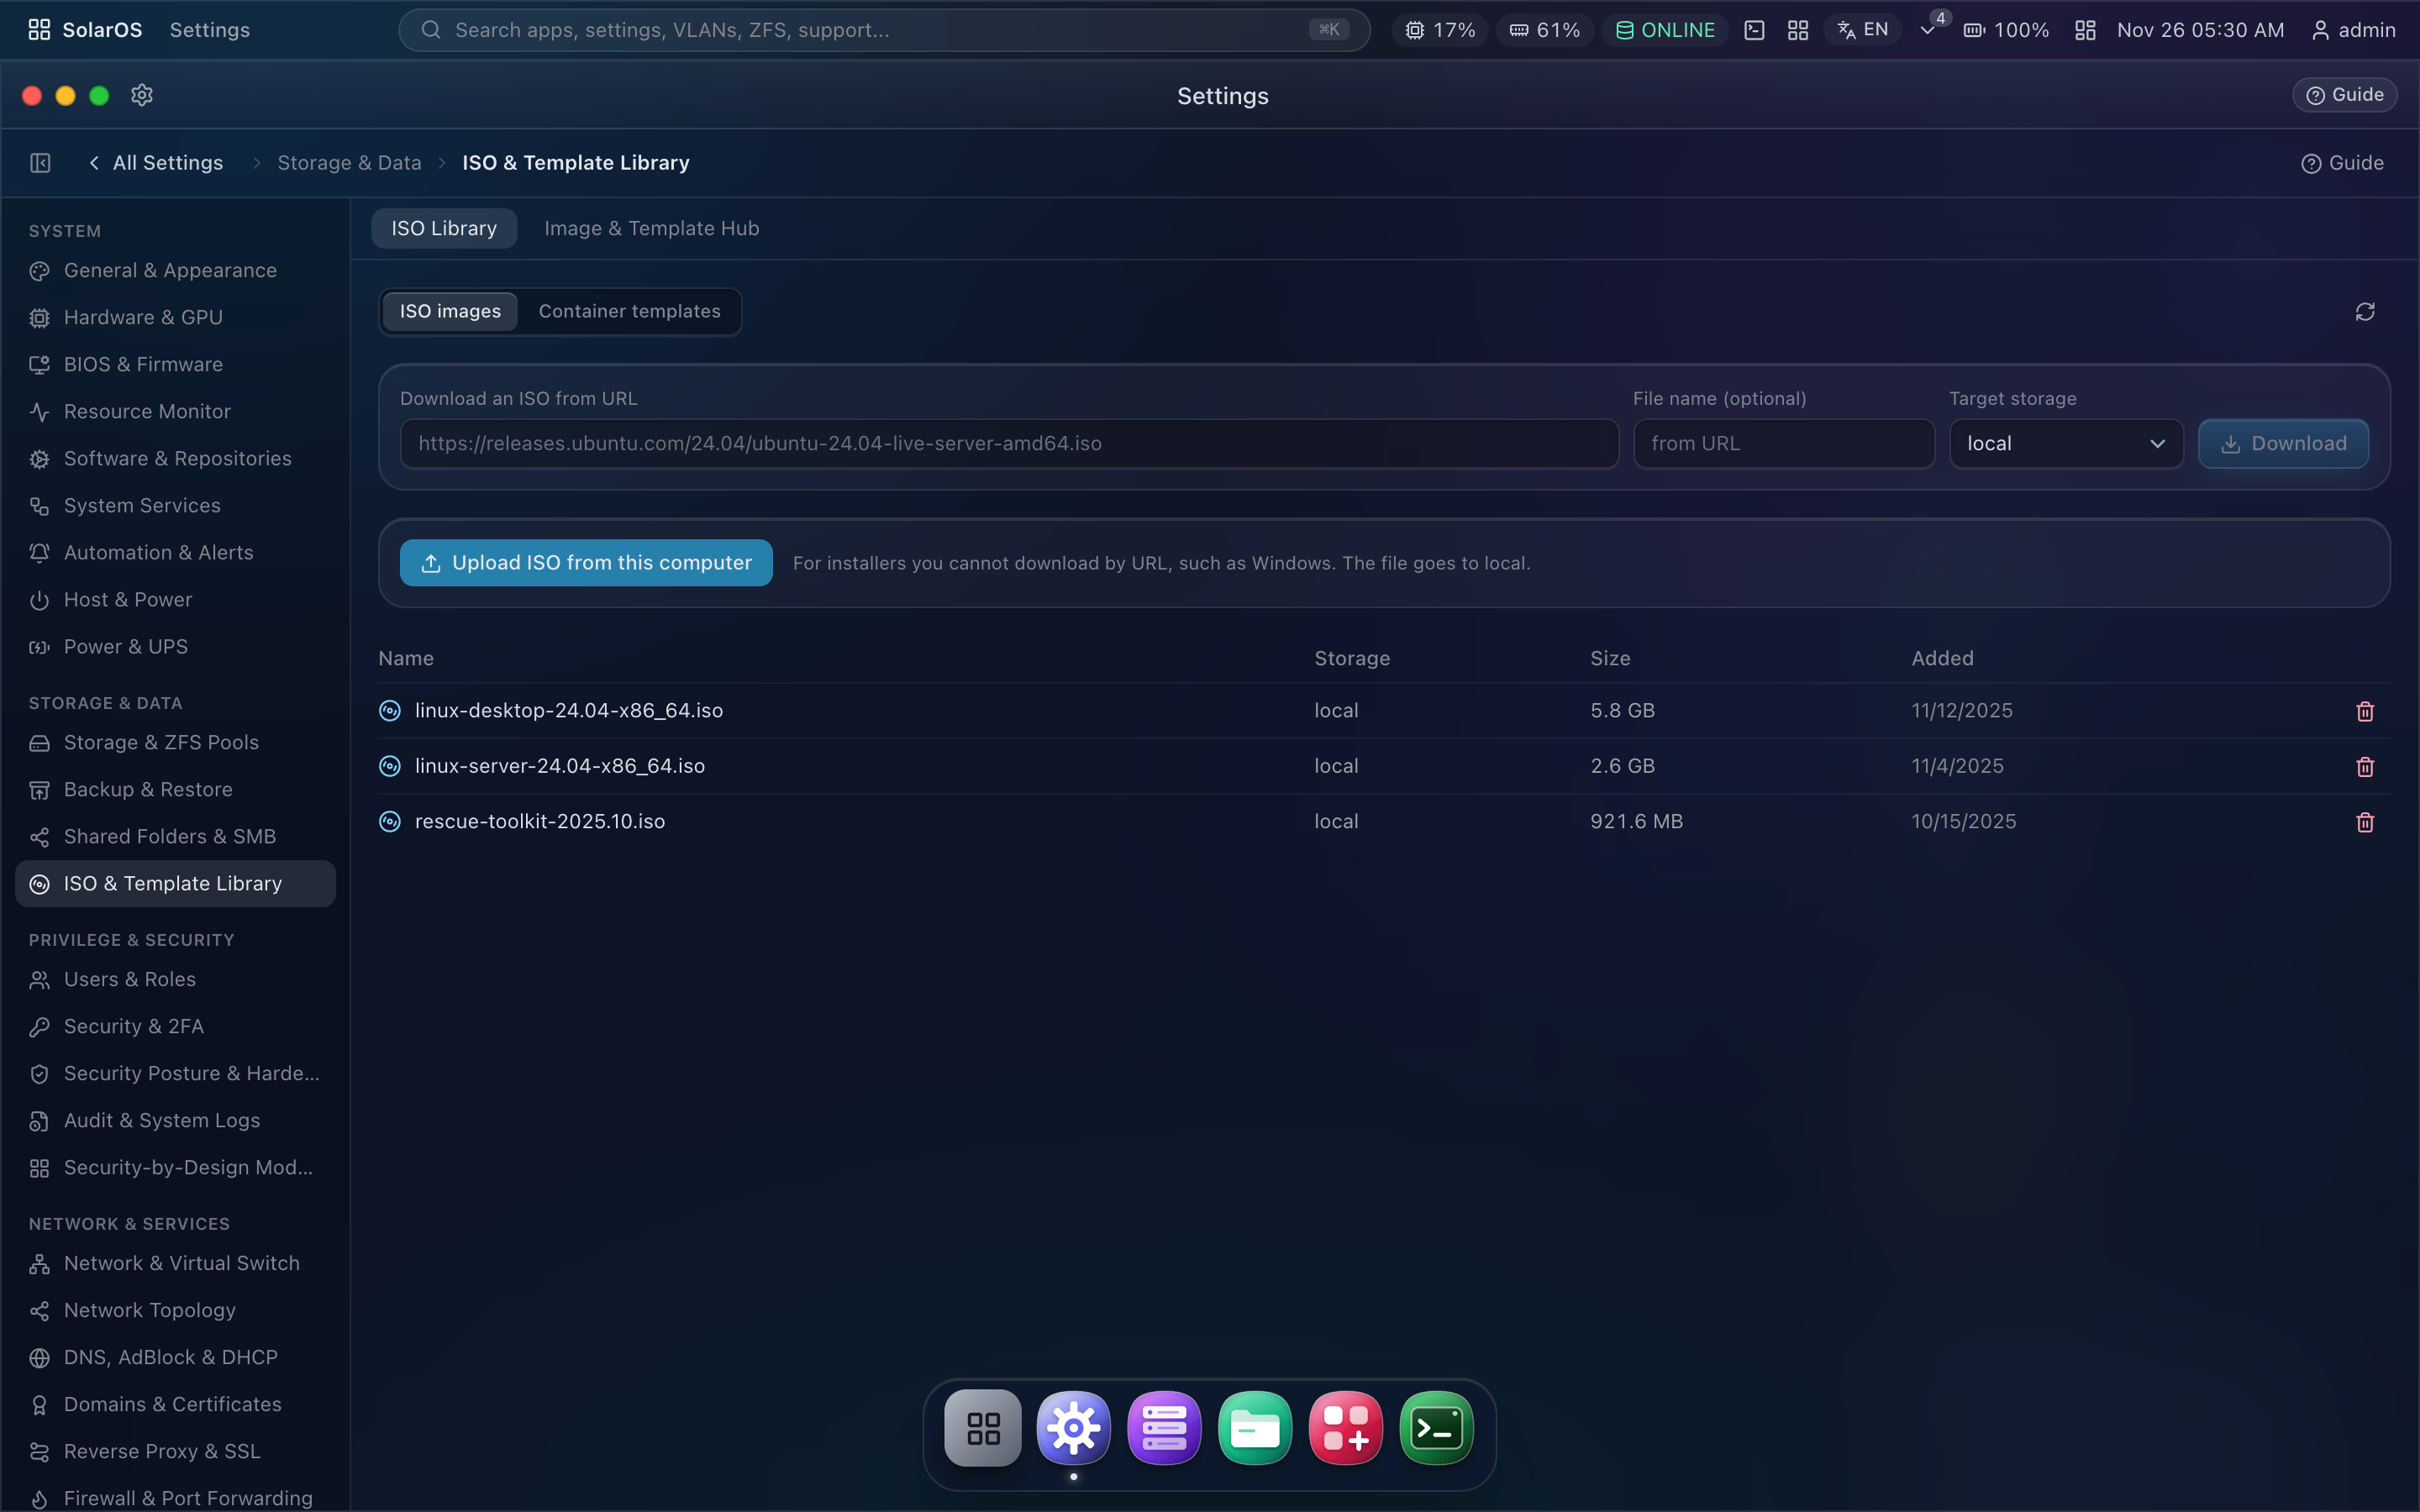 SolarOS Settings Search apps, settings, VLANs, ZFS, support... ⌘K 17% 61% ONLINE EN 4 100% Nov 26 05:30 AM admin
Settings Guide
All Settings Storage & Data ISO & Template Library Guide
SYSTEM
General & Appearance
Hardware & GPU
BIOS & Firmware
Resource Monitor
Software & Repositories
System Services
Automation & Alerts
Host & Power
Power & UPS
STORAGE & DATA
Storage & ZFS Pools
Backup & Restore
Shared Folders & SMB
ISO & Template Library
PRIVILEGE & SECURITY
Users & Roles
Security & 2FA
Security Posture & Harde...
Audit & System Logs
Security-by-Design Mod...
NETWORK & SERVICES
Network & Virtual Switch
Network Topology
DNS, AdBlock & DHCP
Domains & Certificates
Reverse Proxy & SSL
Firewall & Port Forwarding
ISO Library Image & Template Hub
ISO images Container templates
Download an ISO from URL File name (optional) Target storage
https://releases.ubuntu.com/24.04/ubuntu-24.04-live-server-amd64.iso from URL local Download
Upload ISO from this computer For installers you cannot download by URL, such as Windows. The file goes to local.
Name Storage Size Added
linux-desktop-24.04-x86_64.iso local 5.8 GB 11/12/2025
linux-server-24.04-x86_64.iso local 2.6 GB 11/4/2025
rescue-toolkit-2025.10.iso local 921.6 MB 10/15/2025